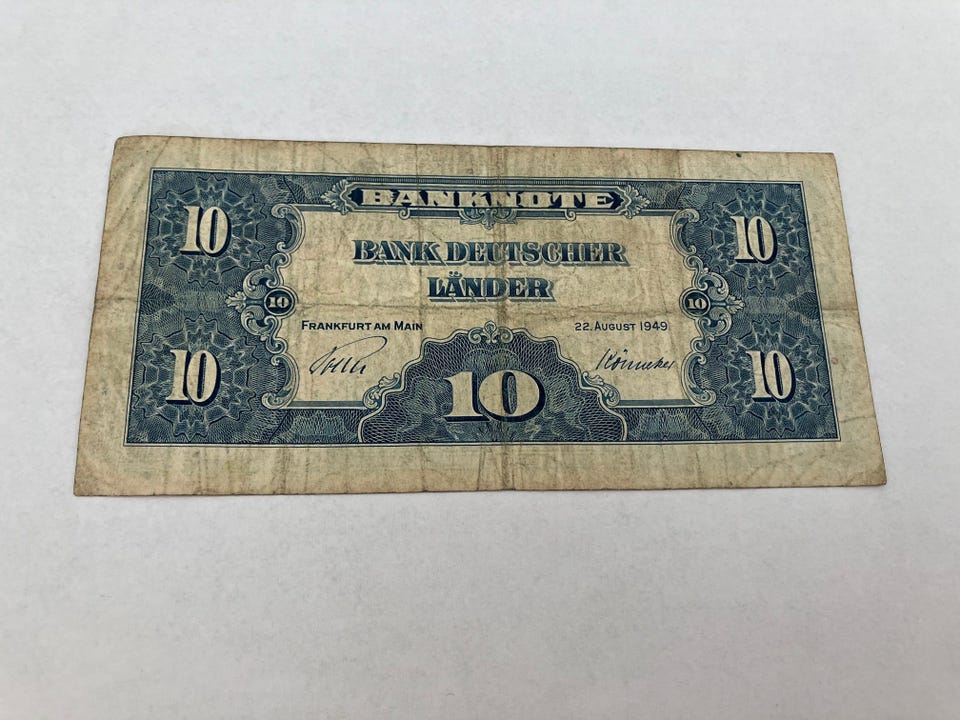 BANKNOTE
10 10
BANK DEUTSCHER
LÄNDER
10 10
FRANKFURT AM MAIN 22. AUGUST 1949
10 10 10